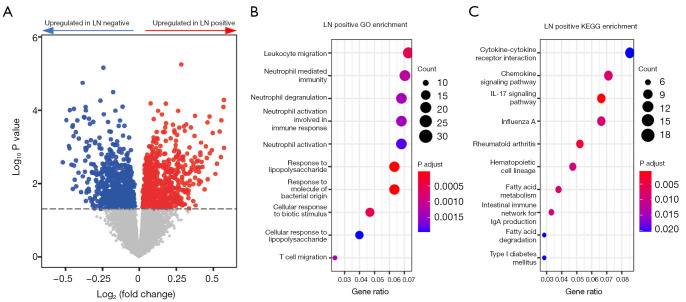 A
Upregulated in LN negative
Upregulated in LN positive
6
4
2
0
Log10 P value
−0.5
−0.25
0
0.25
0.5
Log2 (fold change)
B
LN positive GO enrichment
Leukocyte migration
Neutrophil mediated
immunity
Neutrophil degranulation
Neutrophil activation
involved in
immune response
Neutrophil activation
Response to
lipopolysaccharide
Response to
molecule of
bacterial origin
Cellular response
to biotic stimulus
Cellular response to
lipopolysaccharide
T cell migration
0.03
0.04
0.05
0.06
0.07
Gene ratio
Count
10
15
20
25
30
P adjust
0.0005
0.0010
0.0015
C
LN positive KEGG enrichment
Cytokine-cytokine
receptor interaction
Chemokine
signaling pathway
IL-17 signaling
pathway
Influenza A
Rheumatoid arthritis
Hematopoietic
cell lineage
Fatty acid
metabolism
Intestinal immune
network for
IgA production
Fatty acid
degradation
Type I diabetes
mellitus
0.03
0.04
0.05
0.06
0.07
0.08
Gene ratio
Count
6
9
12
15
18
P adjust
0.005
0.010
0.015
0.020